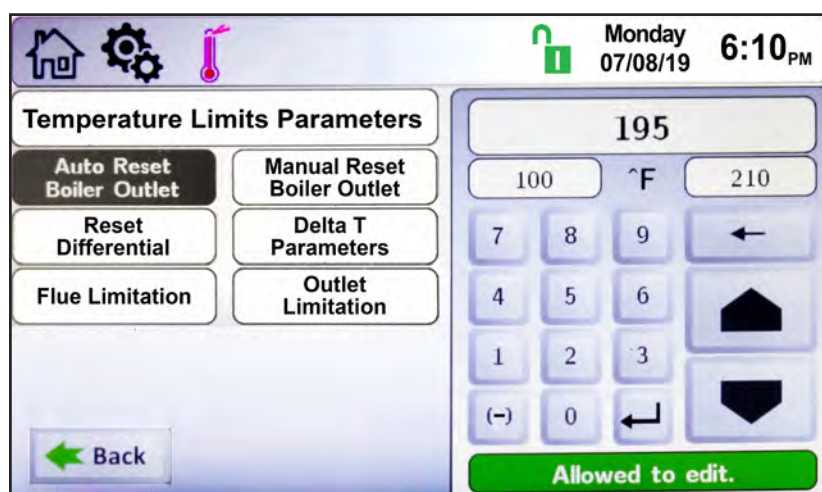 Monday
07/08/19
6:10PM
Temperature Limits Parameters
Auto Reset
Boiler Outlet
Manual Reset
Boiler Outlet
Reset
Differential
Delta T
Parameters
Flue Limitation
Outlet
Limitation
Back
195
100 ^F 210
7 8 9
4 5 6
1 2 3
(-) 0
Allowed to edit.